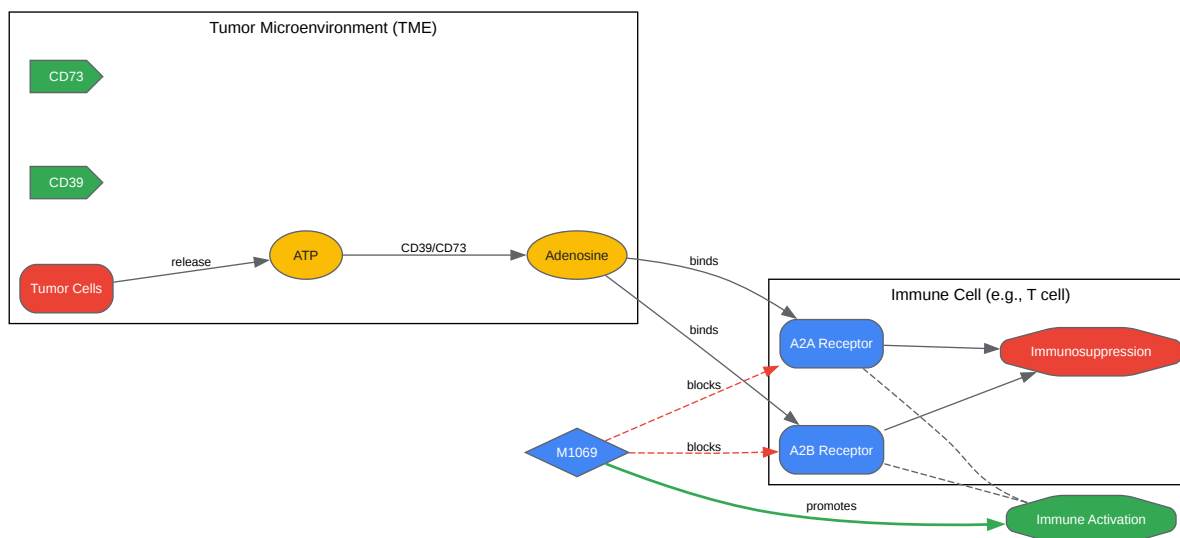 Tumor Microenvironment (TME)
CD73
CD39
Tumor Cells
release
ATP
CD39/CD73
Adenosine
binds
binds
Immune Cell (e.g., T cell)
A2A Receptor
Immunosuppression
blocks
M1069
blocks
A2B Receptor
promotes
Immune Activation